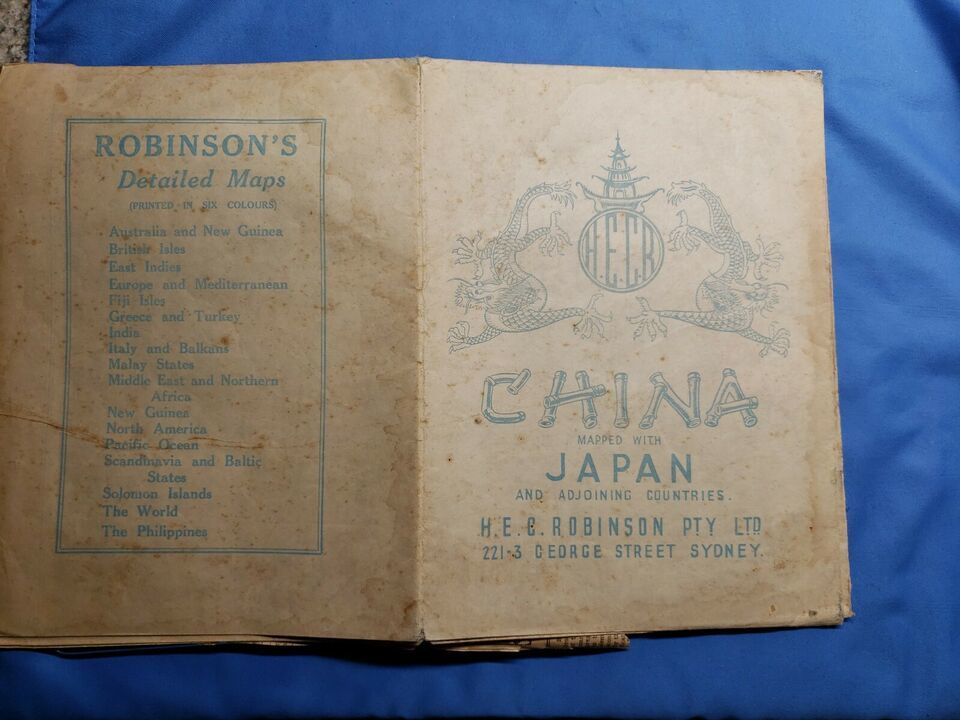 ROBINSON'S
Detailed Maps
(PRINTED IN SIX COLOURS)
Australia and New Guinea
British Isles
East Indies
Europe and Mediterranean
Fiji Isles
Greece and Turkey
India
Italy and Balkans
Malay States
Middle East and Northern
Africa
New Guinea
North America
Pacific Ocean
Scandinavia and Baltic
States
Solomon Islands
The World
The Philippines
H.E.C.R
CHINA
MAPPED WITH
JAPAN
AND ADJOINING COUNTRIES.
H.E.C. ROBINSON PTY LTD
221-3 GEORGE STREET SYDNEY.